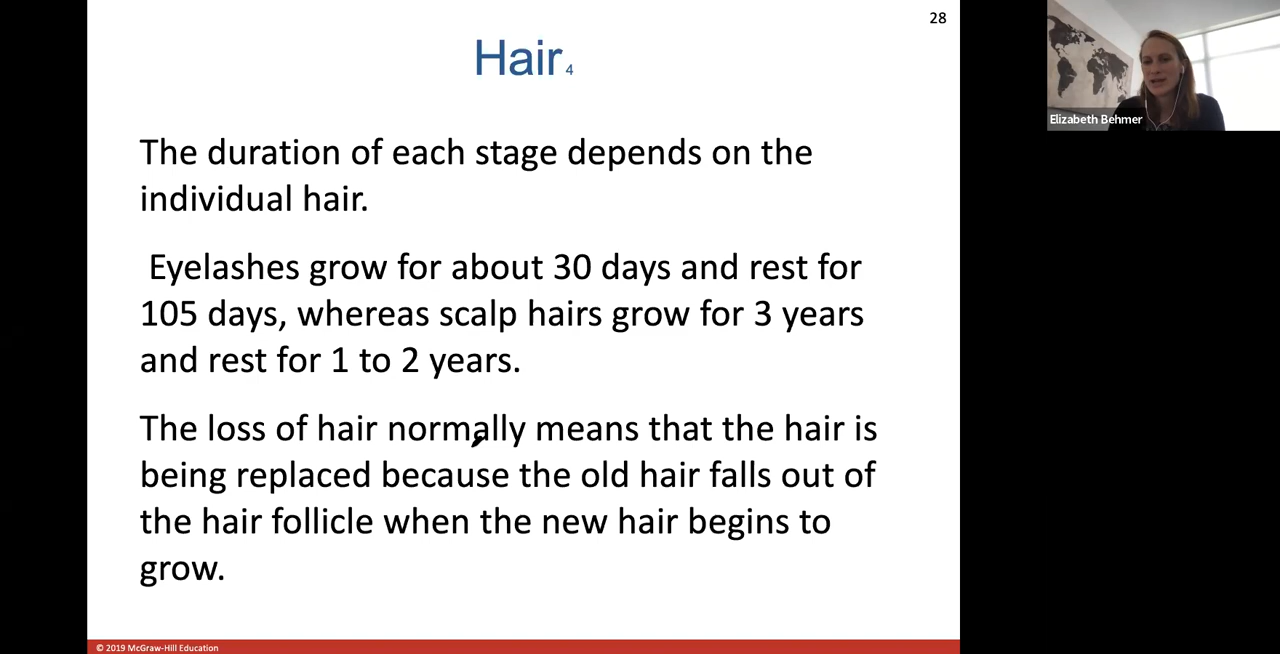 28
Hair 4
Elizabeth Behmer
The duration of each stage depends on the
individual hair.
Eyelashes grow for about 30 days and rest for
105 days, whereas scalp hairs grow for 3 years
and rest for 1 to 2 years.
The loss of hair normally means that the hair is
being replaced because the old hair falls out of
the hair follicle when the new hair begins to
grow.
© 2019 McGraw-Hill Education